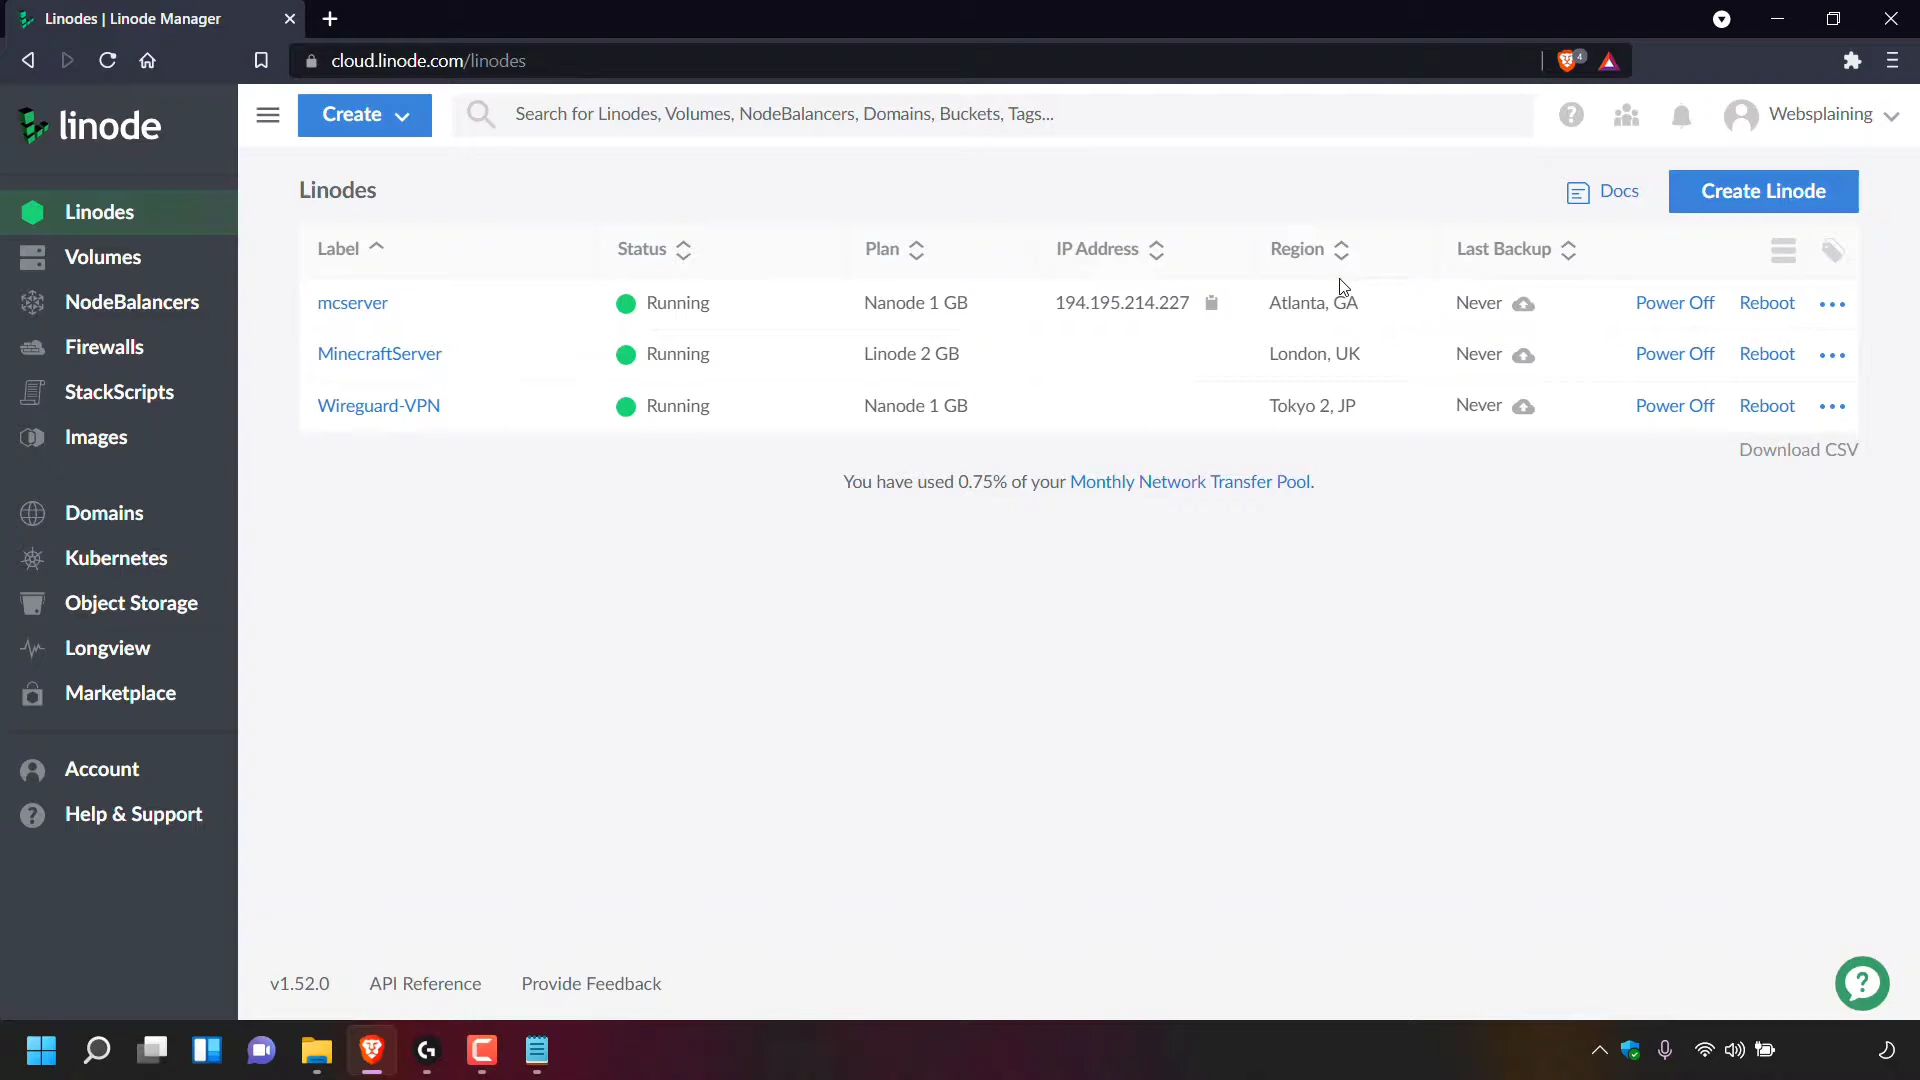 Linodes | Linode Manager
cloud.linode.com/linodes
4
linode
Create
Search for Linodes, Volumes, NodeBalancers, Domains, Buckets, Tags...
Websplaining
Linodes
Volumes
NodeBalancers
Firewalls
StackScripts
Images
Domains
Kubernetes
Object Storage
Longview
Marketplace
Account
Help & Support
Linodes
Docs
Create Linode
Label Status Plan IP Address Region Last Backup
mcserver Running Nanode 1 GB 194.195.214.227 Atlanta, GA Never Power Off Reboot
MinecraftServer Running Linode 2 GB London, UK Never Power Off Reboot
Wireguard-VPN Running Nanode 1 GB Tokyo 2, JP Never Power Off Reboot
Download CSV
You have used 0.75% of your Monthly Network Transfer Pool.
v1.52.0 API Reference Provide Feedback